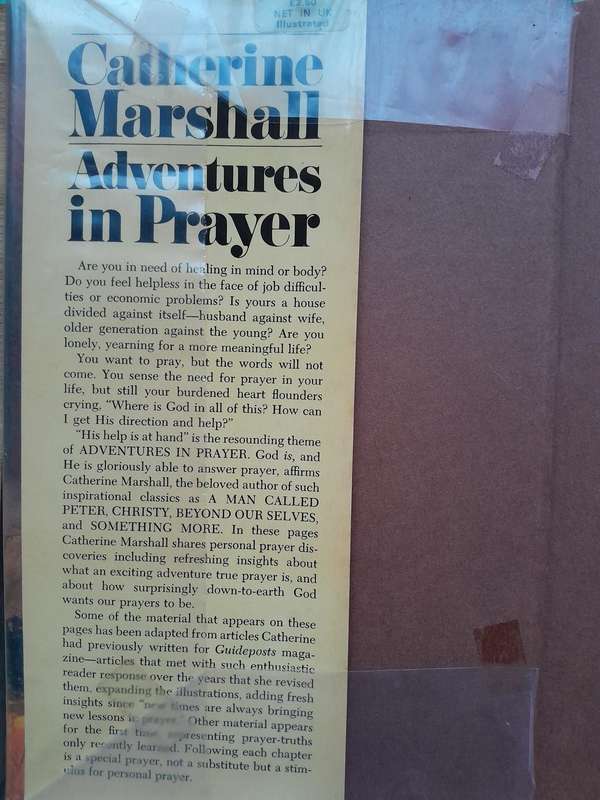 £2.50
NET IN UK
Illustrated
Catherine
Marshall
Adventures
in Prayer
Are you in need of healing in mind or body?
Do you feel helpless in the face of job difficul-
ties or economic problems? Is yours a house
divided against itself—husband against wife,
older generation against the young? Are you
lonely, yearning for a more meaningful life?
You want to pray, but the words will not
come. You sense the need for prayer in your
life, but still your burdened heart flounders
crying, "Where is God in all of this? How can
I get His direction and help?"
"His help is at hand" is the resounding theme
of ADVENTURES IN PRAYER. God is, and
He is gloriously able to answer prayer, affirms
Catherine Marshall, the beloved author of such
inspirational classics as A MAN CALLED
PETER, CHRISTY, BEYOND OUR SELVES,
and SOMETHING MORE. In these pages
Catherine Marshall shares personal prayer dis-
coveries including refreshing insights about
what an exciting adventure true prayer is, and
about how surprisingly down-to-earth God
wants our prayers to be.
Some of the material that appears on these
pages has been adapted from articles Catherine
had previously written for Guideposts maga-
zine—articles that met with such enthusiastic
reader response over the years that she revised
them, expanding the illustrations, adding fresh
insights since "new times are always bringing
new lessons in prayer." Other material appears
for the first time, representing prayer-truths
only recently learned. Following each chapter
is a special prayer, not a substitute but a stim-
ulus for personal prayer.